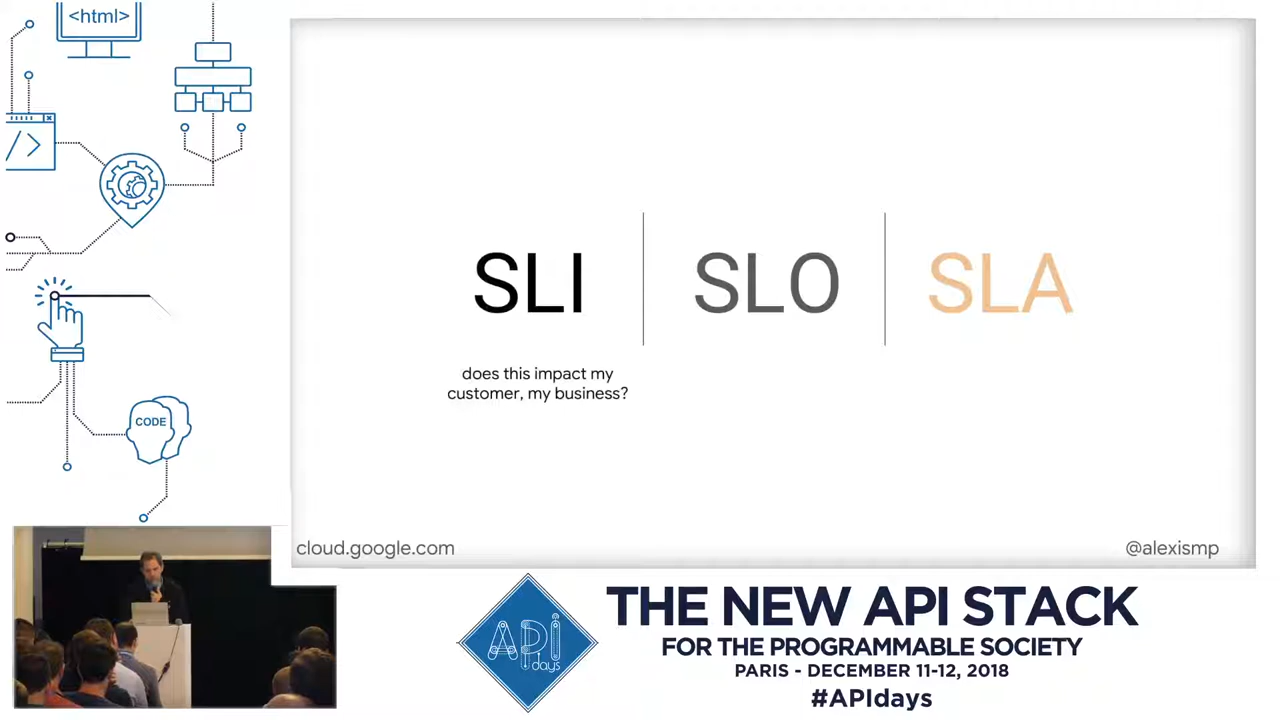 <html>
</>
CODE
SLI
SLO
SLA
does this impact my
customer, my business?
cloud.google.com
@alexismp
APi
days
THE NEW API STACK
FOR THE PROGRAMMABLE SOCIETY
PARIS - DECEMBER 11-12, 2018
#APIdays